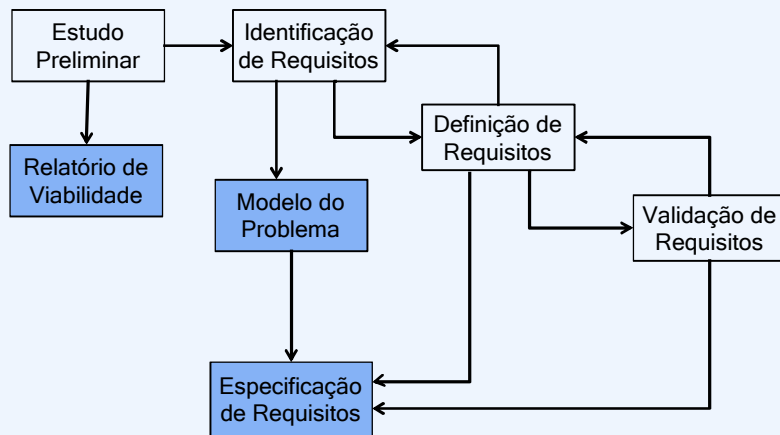 Estudo
Preliminar
Identificação
de Requisitos
Definição de
Requisitos
Relatório de
Viabilidade
Modelo do
Problema
Validação de
Requisitos
Especificação
de Requisitos